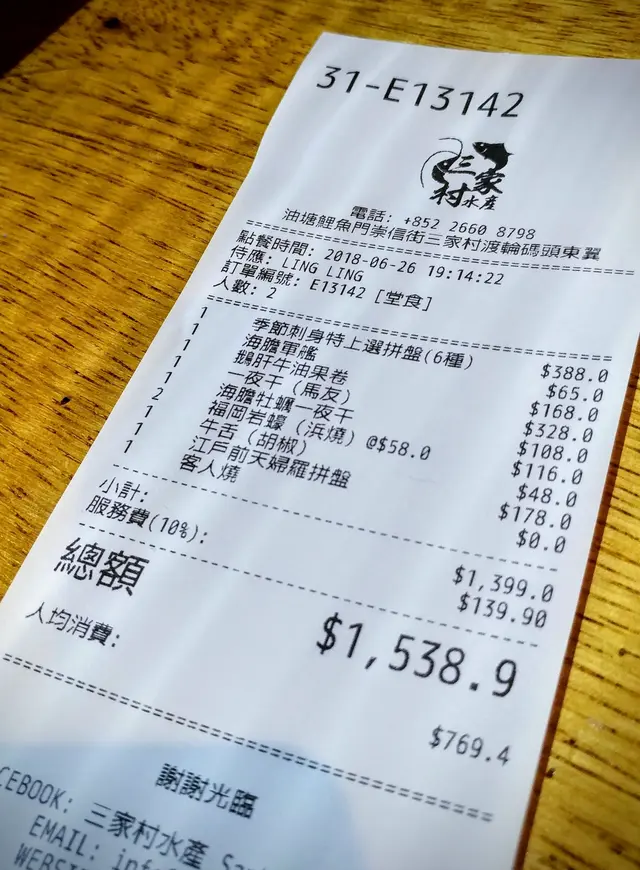 31-E13142
三家村水產
電話: +852 2660 8798
油塘鯉魚門崇信街三家村渡輪碼頭東翼
點餐時間: 2018-06-26 19:14:22
侍應: LING LING
訂單編號: E13142 [堂食]
人數: 2
1 季節刺身特上選拼盤(6種) $388.0
1 海膽軍艦 $65.0
1 鵝肝牛油果卷 $168.0
1 一夜干 (馬友) $328.0
1 海膽牡蠣一夜干 $108.0
2 福岡岩蠔 (浜燒) @$58.0 $116.0
1 牛舌 (胡椒) $48.0
1 江戸前天婦羅拼盤 $178.0
1 客人燒 $0.0
小計: $1,399.0
服務費(10%): $139.90
總額 $1,538.9
人均消費: $769.4
謝謝光臨
CEBOOK: 三家村水產 San
EMAIL: inf
WEBSI